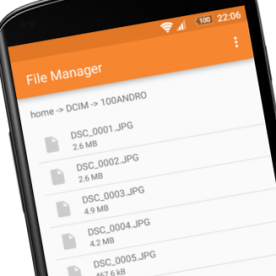 100 22:06
File Manager
home -> DCIM -> 100ANDRO
DSC_0001.JPG
2.6 MB
DSC_0002.JPG
2.6 MB
DSC_0003.JPG
4.9 MB
DSC_0004.JPG
4.2 MB
DSC_0005.JPG
467.6 kB